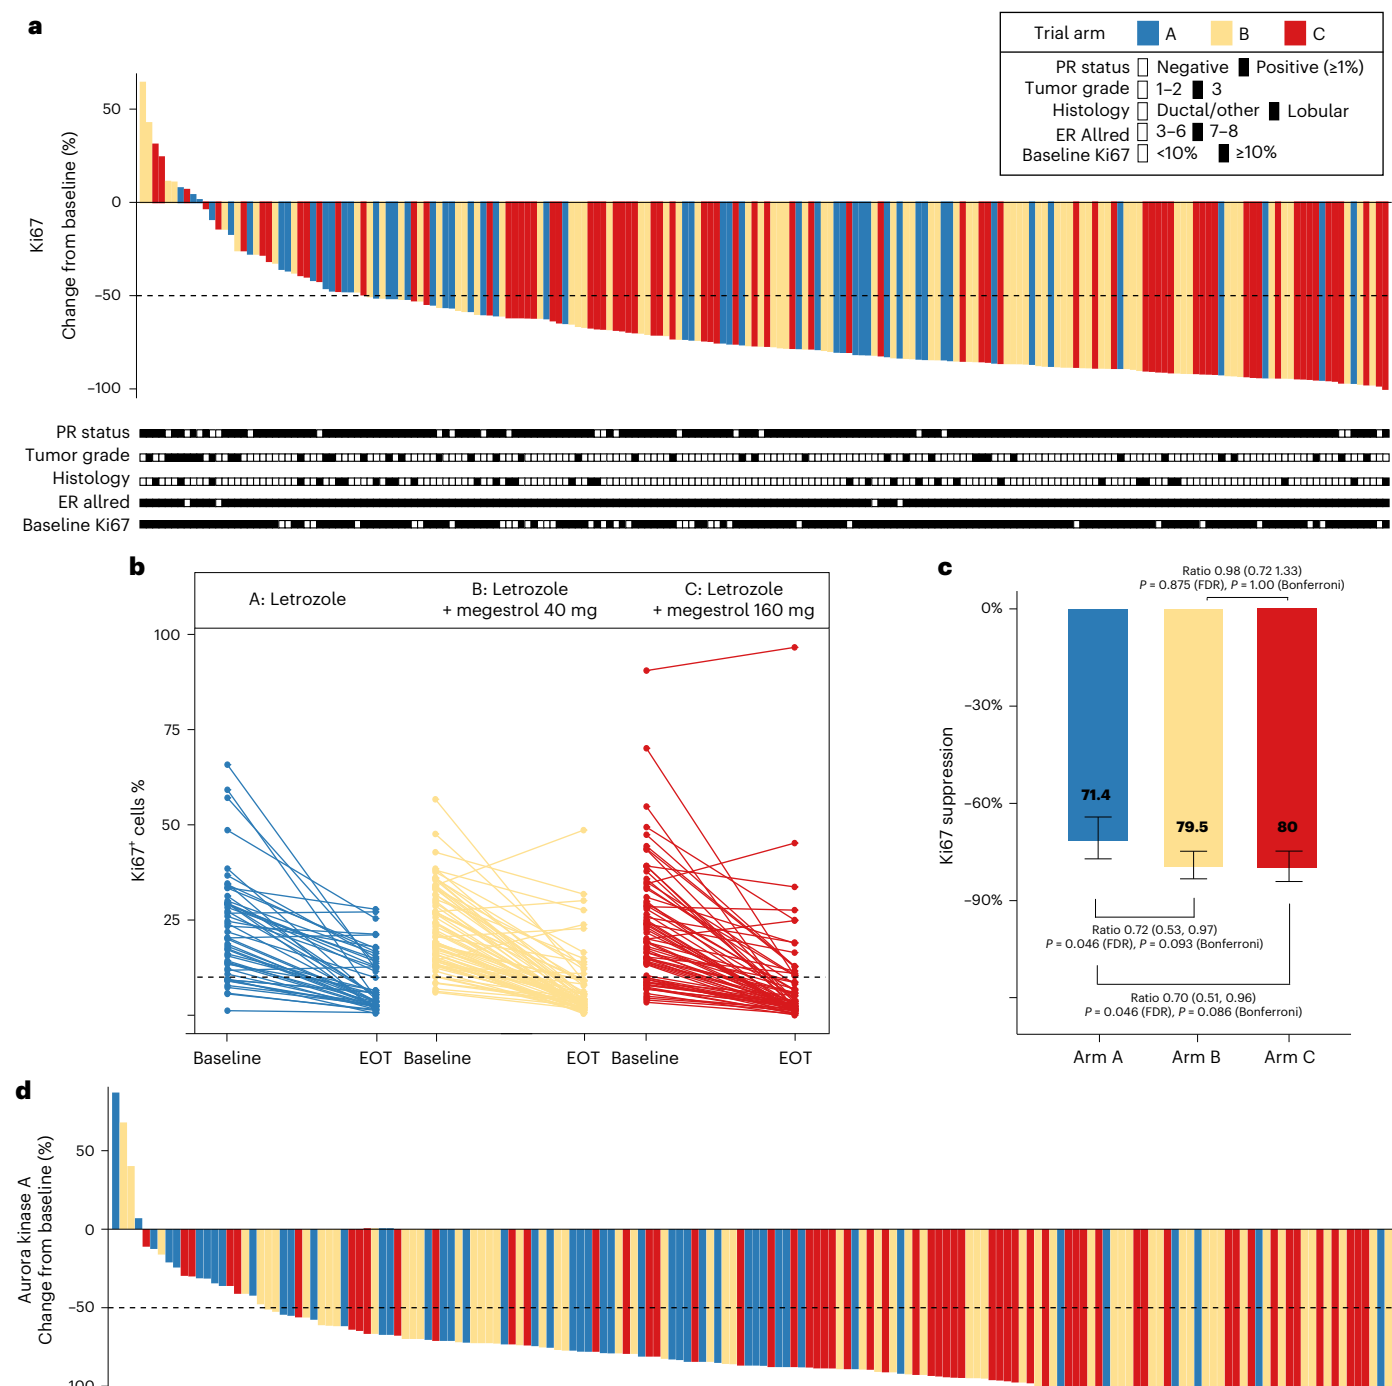 a
Trial arm A B C
PR status Negative Positive (≥1%)
Tumor grade 1–2 3
Histology Ductal/other Lobular
ER Allred 3–6 7–8
Baseline Ki67 <10% ≥10%
Ki67
Change from baseline (%)
50
0
–50
–100
PR status
Tumor grade
Histology
ER allred
Baseline Ki67
b
A: Letrozole
B: Letrozole
+ megestrol 40 mg
C: Letrozole
+ megestrol 160 mg
Ki67+ cells %
100
75
50
25
Baseline EOT Baseline EOT Baseline EOT
c
Ratio 0.98 (0.72 1.33)
P = 0.875 (FDR), P = 1.00 (Bonferroni)
Ki67 suppression
0%
–30%
–60%
–90%
71.4
79.5
80
Ratio 0.72 (0.53, 0.97)
P = 0.046 (FDR), P = 0.093 (Bonferroni)
Ratio 0.70 (0.51, 0.96)
P = 0.046 (FDR), P = 0.086 (Bonferroni)
Arm A Arm B Arm C
d
Aurora kinase A
Change from baseline (%)
50
0
–50
100